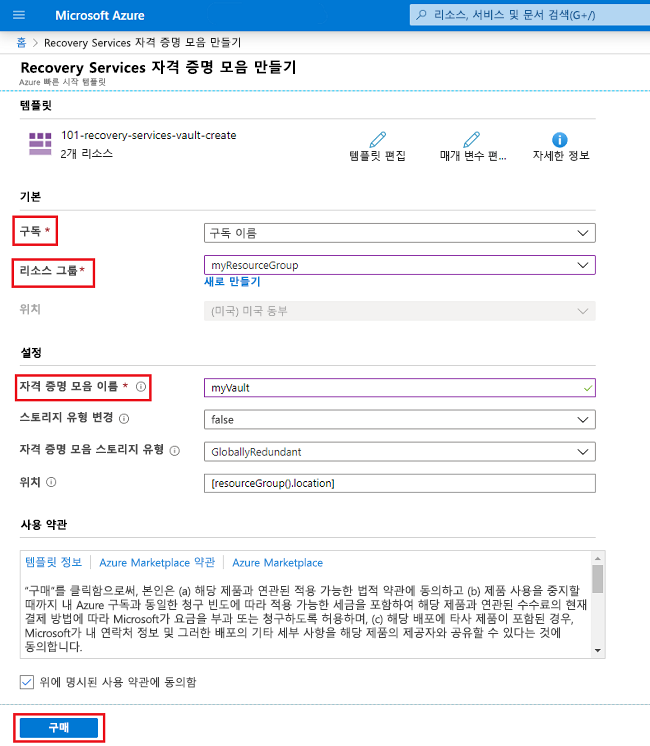 Microsoft Azure
리소스, 서비스 및 문서 검색(G+/)
홈 > Recovery Services 자격 증명 모음 만들기
Recovery Services 자격 증명 모음 만들기
Azure 빠른 시작 템플릿
템플릿
101-recovery-services-vault-create
2개 리소스
템플릿 편집
매개 변수 편...
자세한 정보
기본
구독 *
구독 이름
리소스 그룹*
myResourceGroup
새로 만들기
위치
(미국) 미국 동부
설정
자격 증명 모음 이름 *
myVault
스토리지 유형 변경
false
자격 증명 모음 스토리지 유형
GloballyRedundant
위치
[resourceGroup().location]
사용 약관
템플릿 정보 | Azure Marketplace 약관 | Azure Marketplace
"구매"를 클릭함으로써, 본인은 (a) 해당 제품과 연관된 적용 가능한 법적 약관에 동의하고 (b) 제품 사용을 중지할
때까지 내 Azure 구독과 동일한 청구 빈도에 따라 적용 가능한 세금을 포함하여 해당 제품과 연관된 수수료의 현재
결제 방법에 따라 Microsoft가 요금을 부과 또는 청구하도록 허용하며, (c) 해당 배포에 타사 제품이 포함된 경우,
Microsoft가 내 연락처 정보 및 그러한 배포의 기타 세부 사항을 해당 제품의 제공자와 공유할 수 있다는 것에
동의합니다.
위에 명시된 사용 약관에 동의함
구매